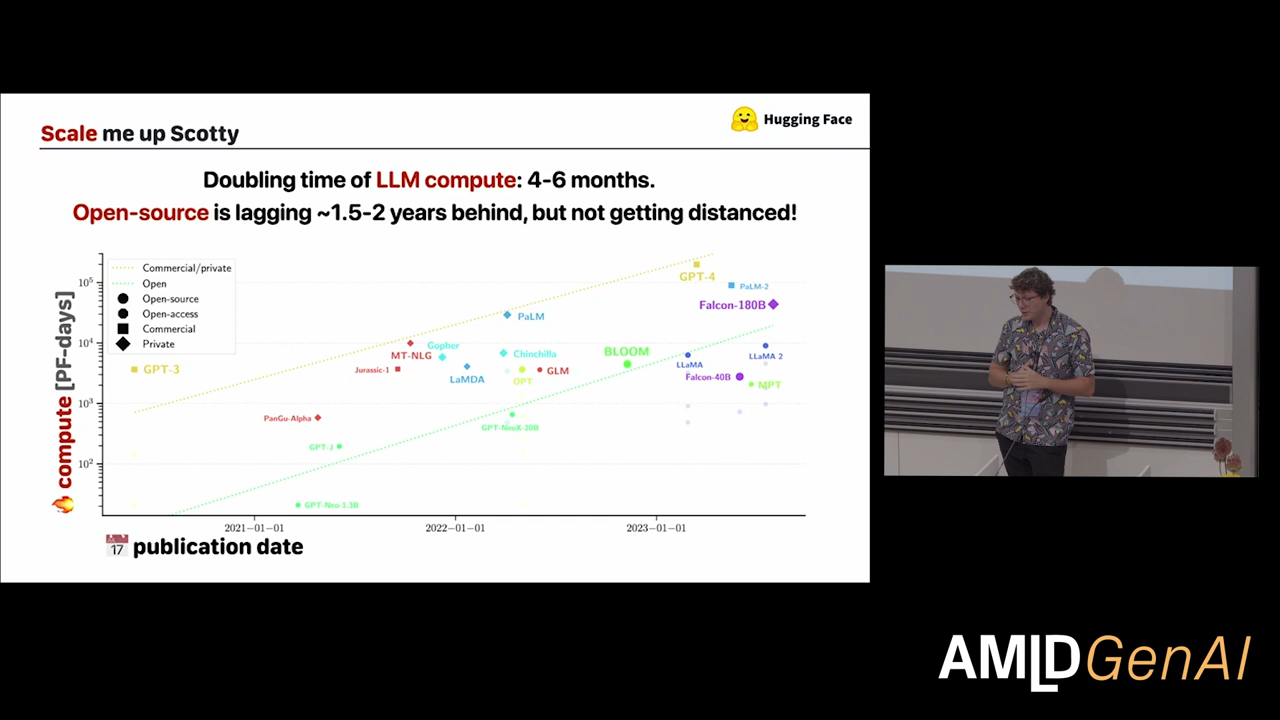 Scale me up Scotty
Hugging Face
Doubling time of LLM compute: 4-6 months.
Open-source is lagging ~1.5-2 years behind, but not getting distanced!
Commercial/private
Open
Open-source
Open-access
Commercial
Private
compute [PF-days]
10⁵
10⁴
10³
10²
GPT-3
PanGu-Alpha
GPT-J
GPT-Neo-1.3B
MT-NLG
Jurassic-1
Gopher
LaMDA
PaLM
Chinchilla
OPT
GLM
GPT-NeoX-20B
BLOOM
GPT-4
PaLM-2
Falcon-180B
LLaMA
LLaMA 2
Falcon-40B
MPT
2021-01-01
2022-01-01
2023-01-01
17 publication date
AMLD GenAI